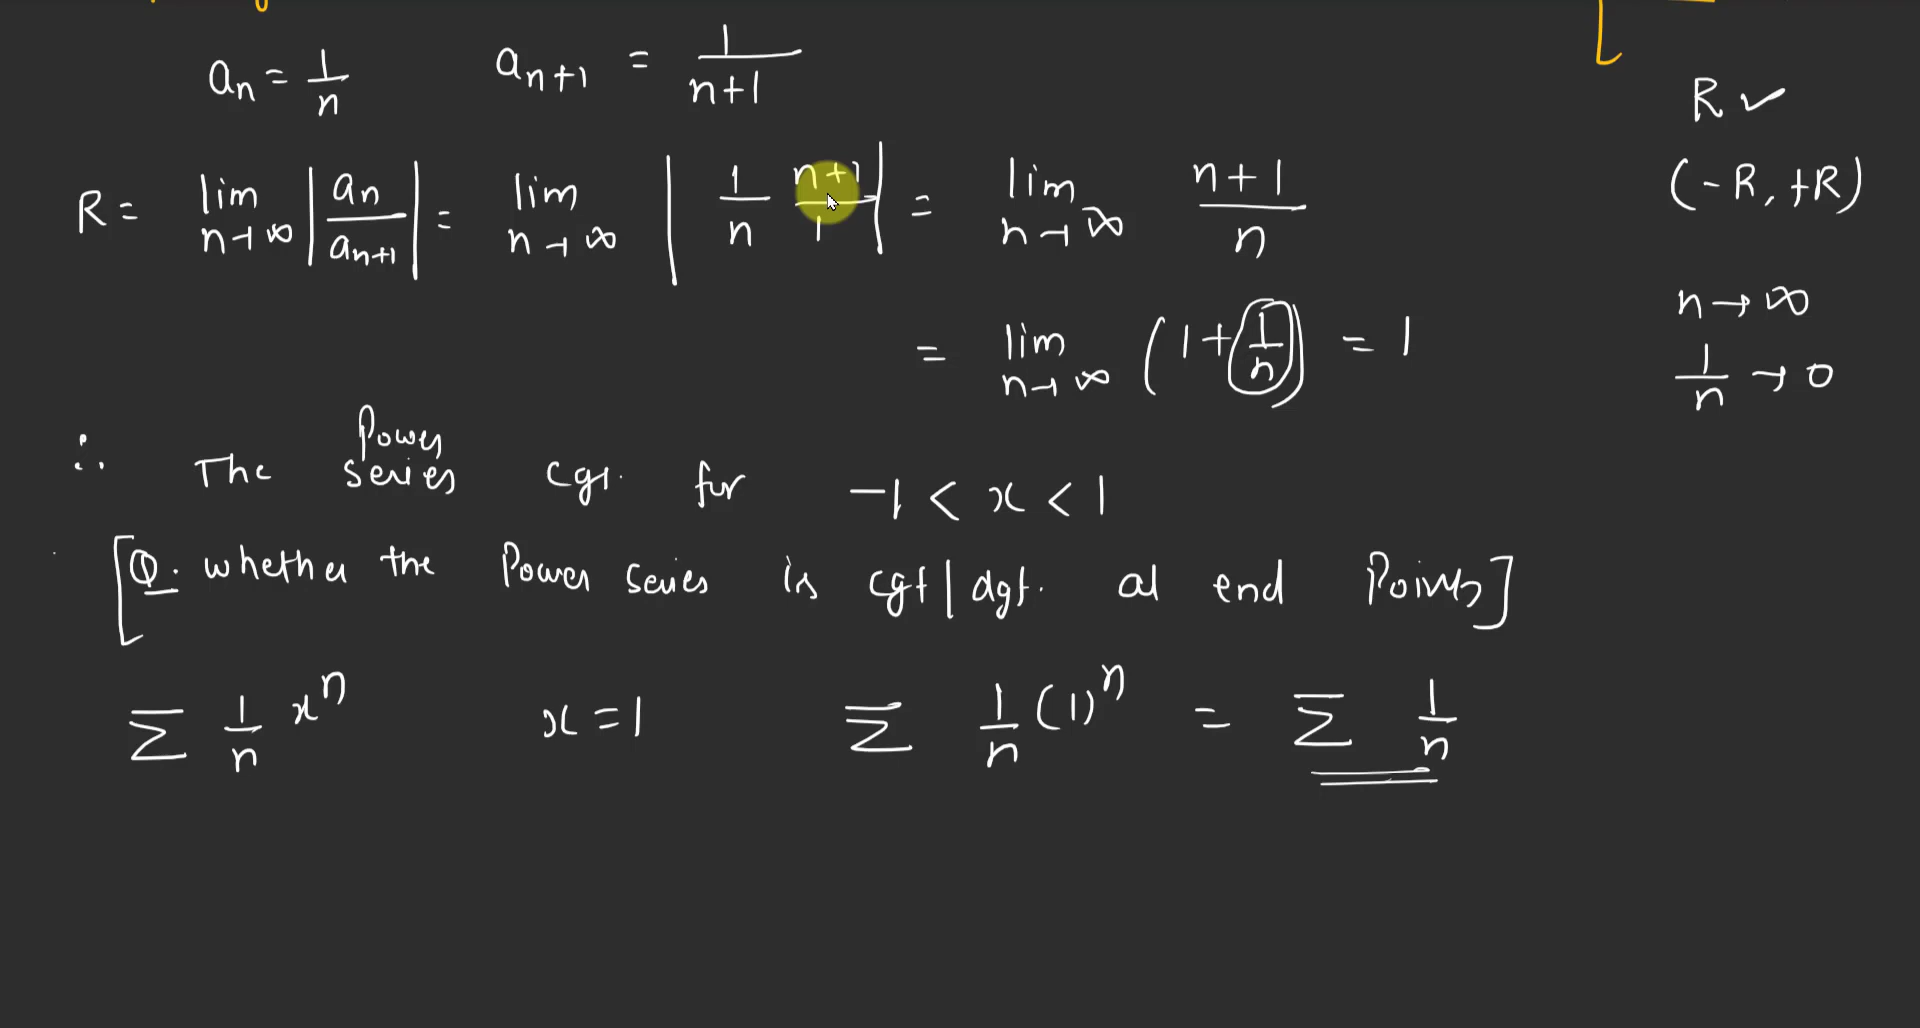 aₙ = 1/n    aₙ₊₁ = 1/(n+1)
R ✓
R = lim n→∞ |aₙ/aₙ₊₁| = lim n→∞ |1/n (n+1)/1| = lim n→∞ (n+1)/n
(-R, +R)
n→∞
= lim n→∞ (1+1/n) = 1
1/n → 0
∴ The Power series cgt. for -1 < x < 1
[Q. whether the Power series is cgt | dgt. at end Points]
Σ 1/n xⁿ    x = 1    Σ 1/n (1)ⁿ = Σ 1/n